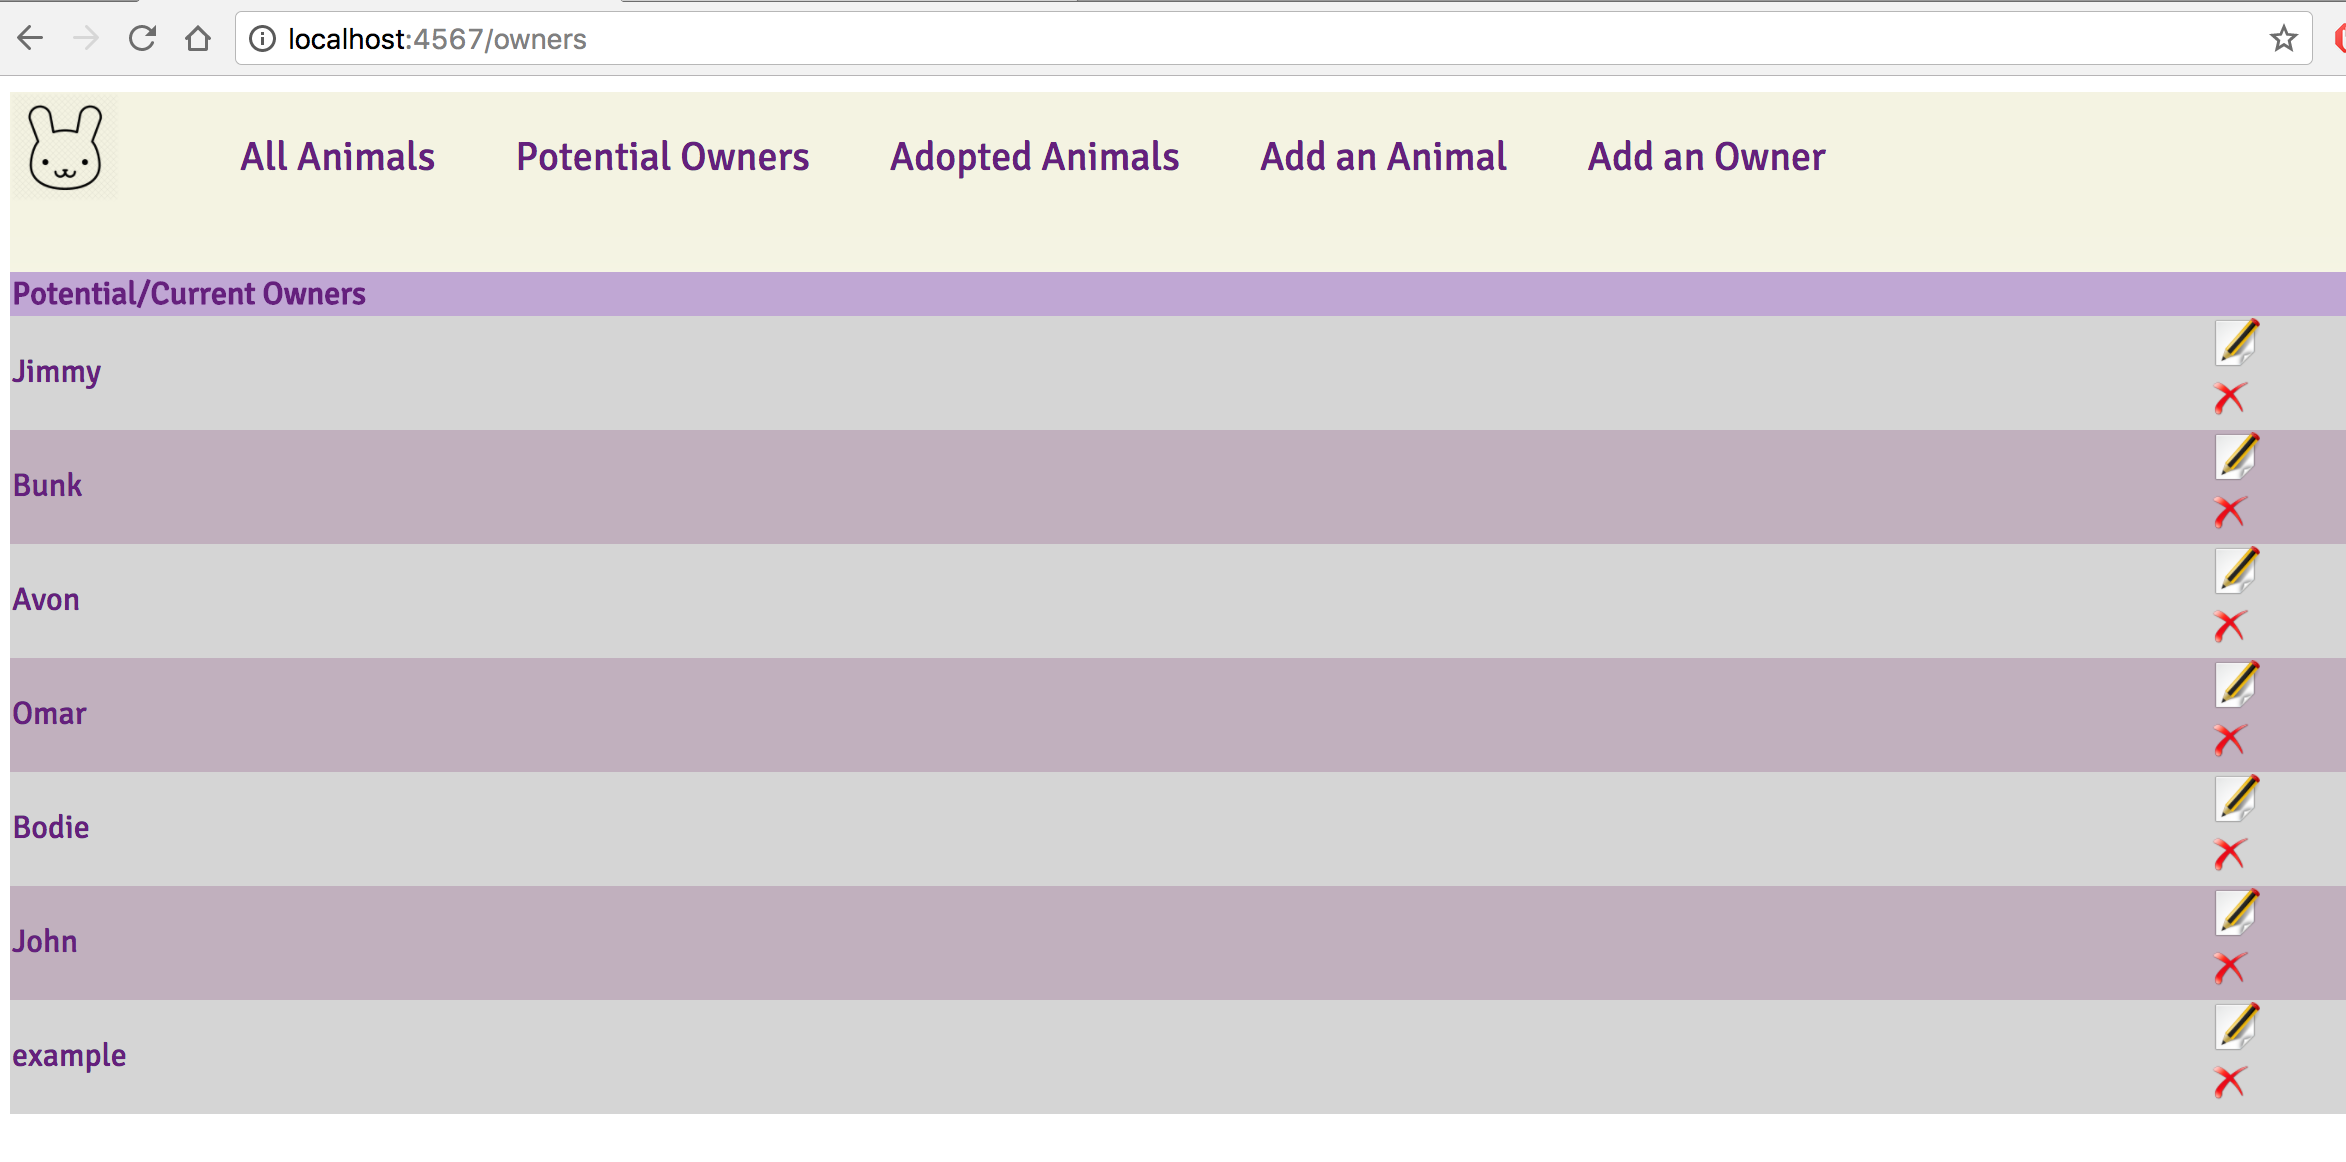 localhost:4567/owners
All Animals Potential Owners Adopted Animals Add an Animal Add an Owner
Potential/Current Owners
Jimmy
Bunk
Avon
Omar
Bodie
John
example